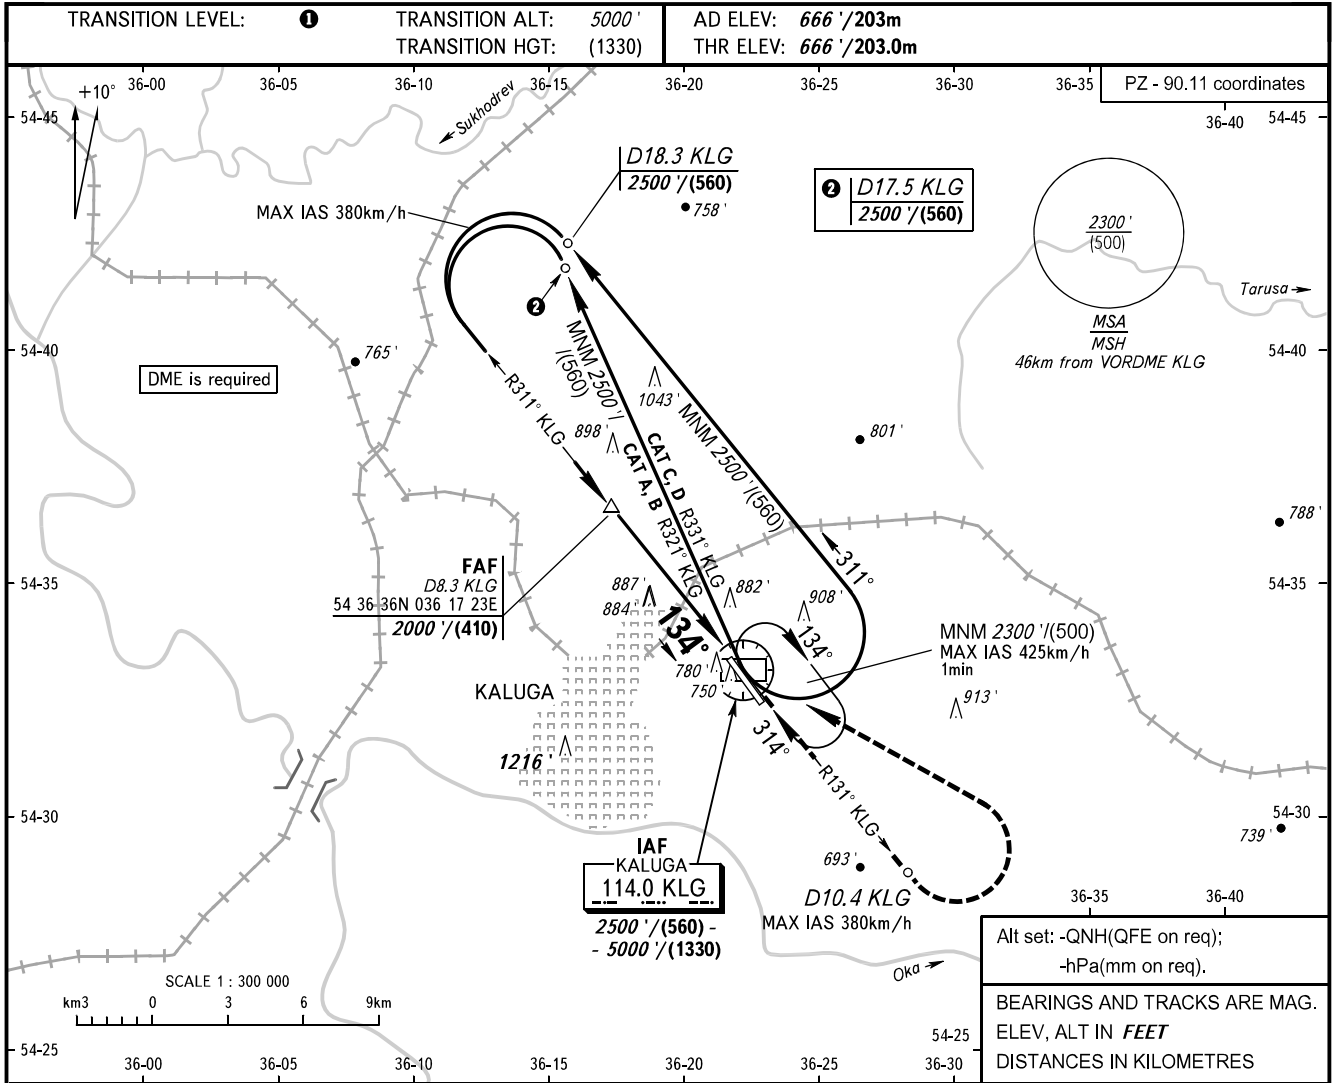 TRANSITION LEVEL: 1 TRANSITION ALT: 5000 ' AD ELEV: 666 '/203m
TRANSITION HGT: (1330) THR ELEV: 666 '/203.0m
36-00 36-05 36-10 36-15 36-20 36-25 36-30 36-35 PZ - 90.11 coordinates
+10°
54-45 36-40 54-45
Sukhodrev
D18.3 KLG
2500 '/(560)
2 D17.5 KLG
2500 '/(560)
758 '
MAX IAS 380km/h
2300 '
(500)
Tarusa
2
MSA
MSH
46km from VORDME KLG
54-40 54-40
765 '
DME is required
MNM 2500 '/
/(560)
R311° KLG
1043 '
MNM 2500 '/(560)
898 '
801 '
CAT C, D R331° KLG
CAT A, B R321° KLG
788 '
311°
FAF
D8.3 KLG
54 36 36N 036 17 23E
2000 '/(410)
54-35 54-35
887 '
884 '
882 '
908 '
134°
134°
MNM 2300 '/(500)
MAX IAS 425km/h
1min
780 '
750 '
KALUGA
913 '
314°
1216 '
R131° KLG
54-30 54-30
739 '
IAF
KALUGA
114.0 KLG
2500 '/(560) -
- 5000 '/(1330)
693 '
D10.4 KLG
MAX IAS 380km/h
36-35 36-40
Oka
Alt set: -QNH(QFE on req);
-hPa(mm on req).
SCALE 1 : 300 000
km3 0 3 6 9km
BEARINGS AND TRACKS ARE MAG.
ELEV, ALT IN FEET
DISTANCES IN KILOMETRES
54-25 54-25
36-00 36-05 36-10 36-15 36-20 36-25 36-30